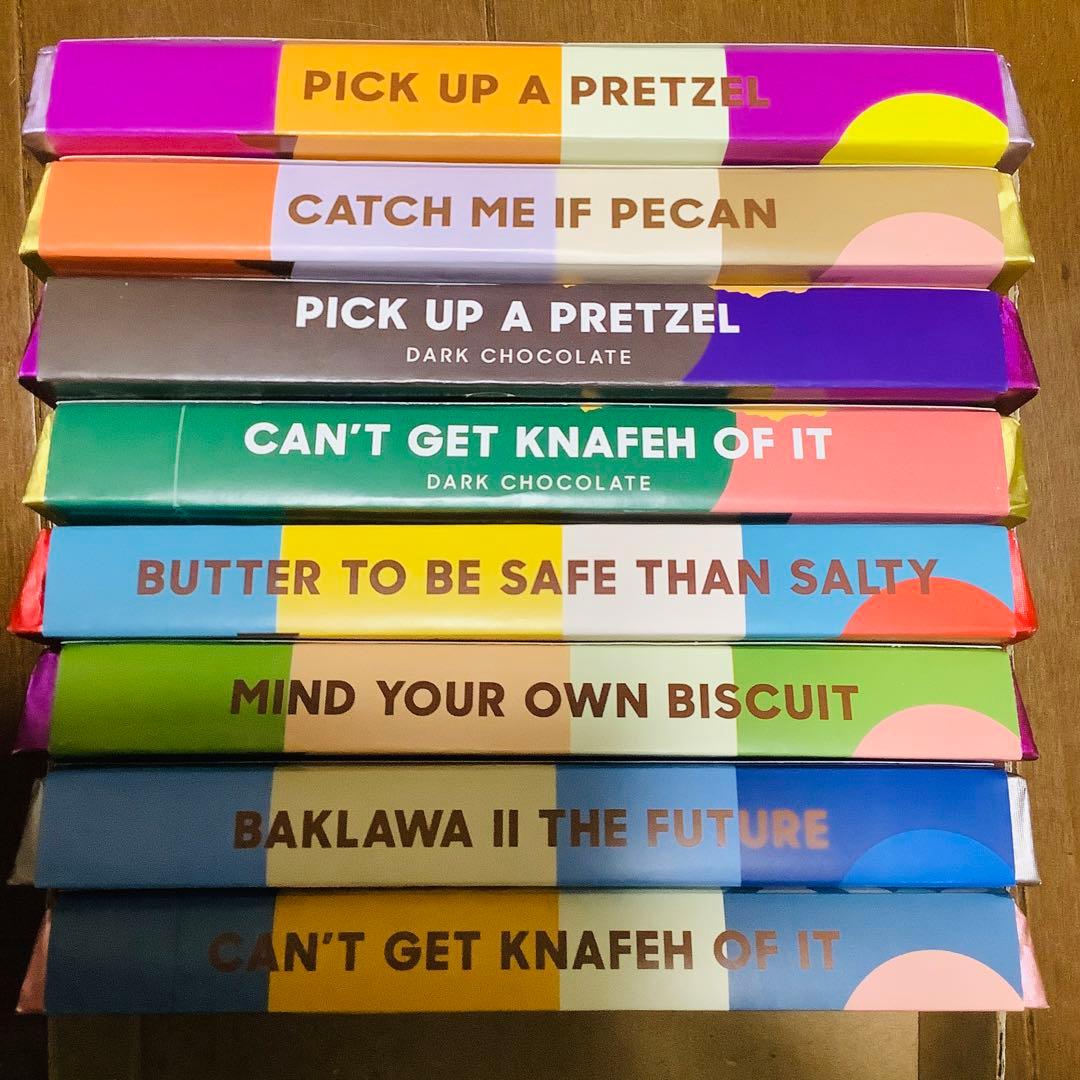 PICK UP A PRETZEL
CATCH ME IF PECAN
PICK UP A PRETZEL
DARK CHOCOLATE
CAN'T GET KNAFEH OF IT
DARK CHOCOLATE
BUTTER TO BE SAFE THAN SALTY
MIND YOUR OWN BISCUIT
BAKLAWA II THE FUTURE
CAN'T GET KNAFEH OF IT